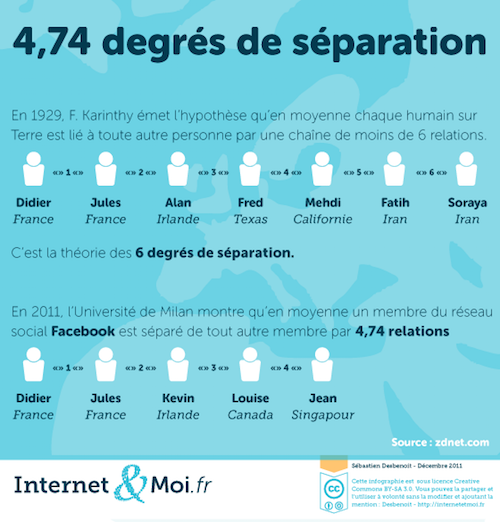 4,74 degrés de séparation
En 1929, F. Karinthy émet l'hypothèse qu'en moyenne chaque humain sur
Terre est lié à toute autre personne par une chaîne de moins de 6 relations.
«» 1 «» «» 2 «» «» 3 «» «» 4 «» «» 5 «» «» 6 «»
Didier Jules Alan Fred Mehdi Fatih Soraya
France France Irlande Texas Californie Iran Iran
C'est la théorie des 6 degrés de séparation.
En 2011, l'Université de Milan montre qu'en moyenne un membre du réseau
social Facebook est séparé de tout autre membre par 4,74 relations
«» 1 «» «» 2 «» «» 3 «» «» 4 «»
Didier Jules Kevin Louise Jean
France France Irlande Canada Singapour
Source : zdnet.com
Internet & Moi.fr
Sébastien Desbenoit - Décembre 2011
cc
Cette infographie est sous licence Creative
Commons BY-SA 3.0. Vous pouvez la partager et
l'utiliser à volonté sans la modifier et ajoutant la
mention : Desbenoit - http://internetetmoi.fr